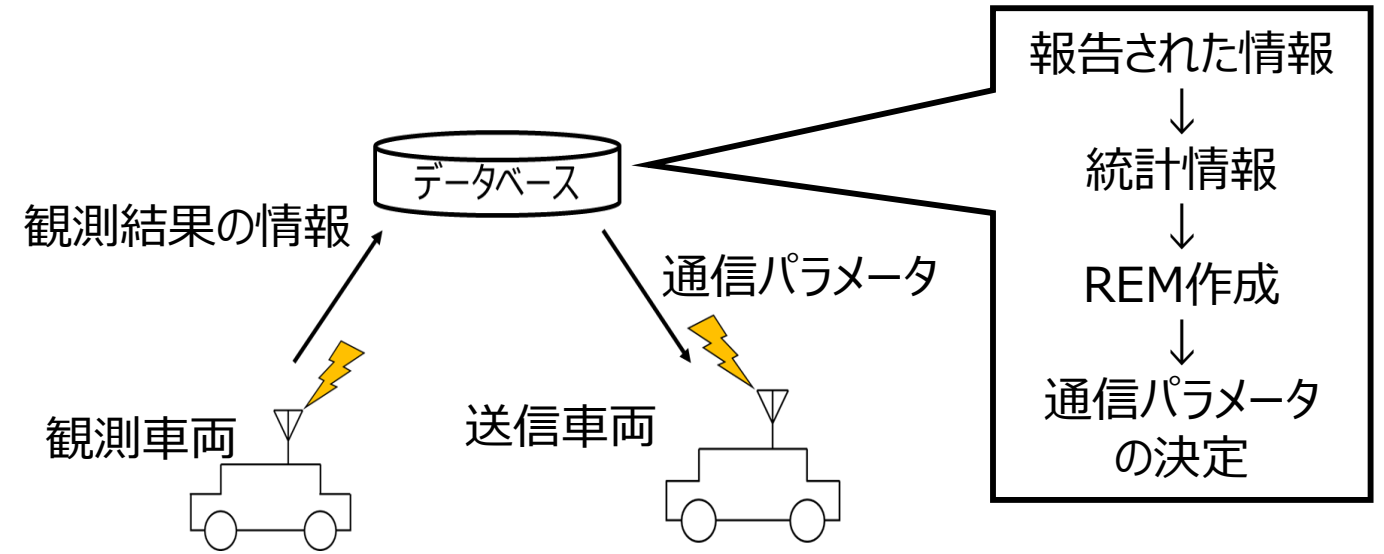 データベース
観測結果の情報
通信パラメータ
観測車両
送信車両
報告された情報
↓
統計情報
↓
REM作成
↓
通信パラメータ
の決定